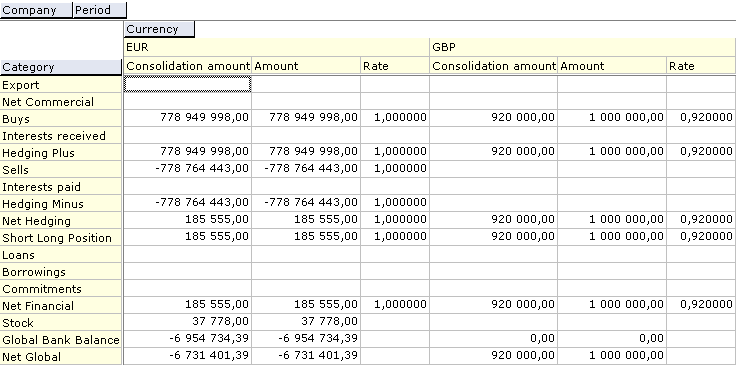 Company Period
Currency
EUR GBP
Category Consolidation amount Amount Rate Consolidation amount Amount Rate
Export
Net Commercial
Buys 778 949 998,00 778 949 998,00 1,000000 920 000,00 1 000 000,00 0,920000
Interests received
Hedging Plus 778 949 998,00 778 949 998,00 1,000000 920 000,00 1 000 000,00 0,920000
Sells -778 764 443,00 -778 764 443,00 1,000000
Interests paid
Hedging Minus -778 764 443,00 -778 764 443,00 1,000000
Net Hedging 185 555,00 185 555,00 1,000000 920 000,00 1 000 000,00 0,920000
Short Long Position 185 555,00 185 555,00 1,000000 920 000,00 1 000 000,00 0,920000
Loans
Borrowings
Commitments
Net Financial 185 555,00 185 555,00 1,000000 920 000,00 1 000 000,00 0,920000
Stock 37 778,00 37 778,00
Global Bank Balance -6 954 734,39 -6 954 734,39 0,00 0,00
Net Global -6 731 401,39 -6 731 401,39 920 000,00 1 000 000,00